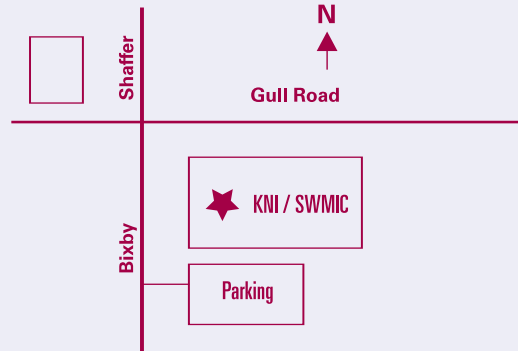 N
Shaffer
Gull Road
KNI / SWMIC
Bixby
Parking